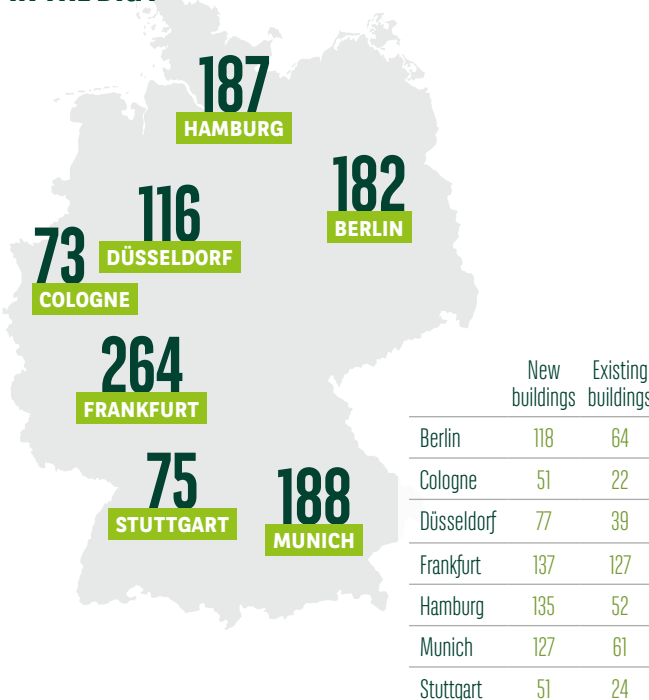 187
HAMBURG
182
BERLIN
116
DÜSSELDORF
73
COLOGNE
264
FRANKFURT
75
STUTTGART
188
MUNICH
New Existing
buildings buildings
Berlin 118 64
Cologne 51 22
Düsseldorf 77 39
Frankfurt 137 127
Hamburg 135 52
Munich 127 61
Stuttgart 51 24